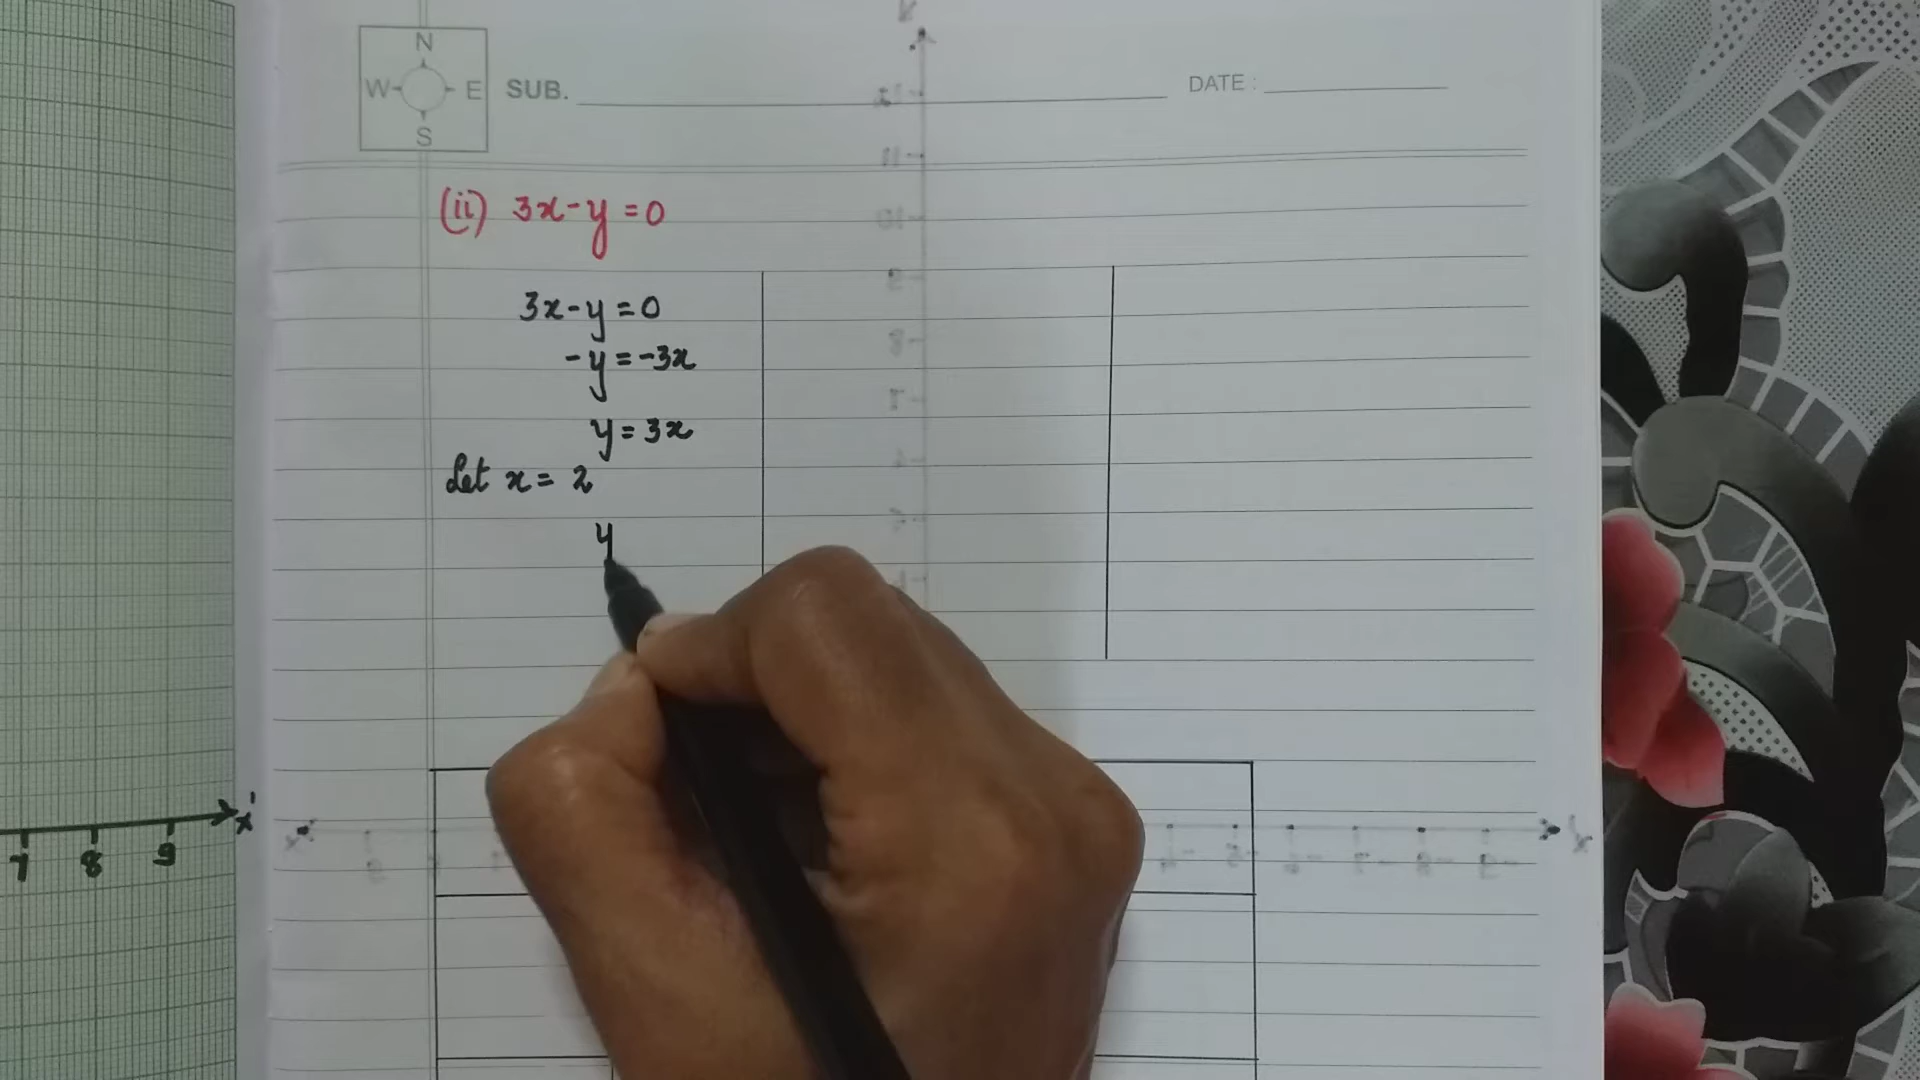 N
W E SUB. DATE :
S
(ii) 3x-y=0
3x-y=0
-y=-3x
y=3x
Let x=2
y
7 8 9 x'